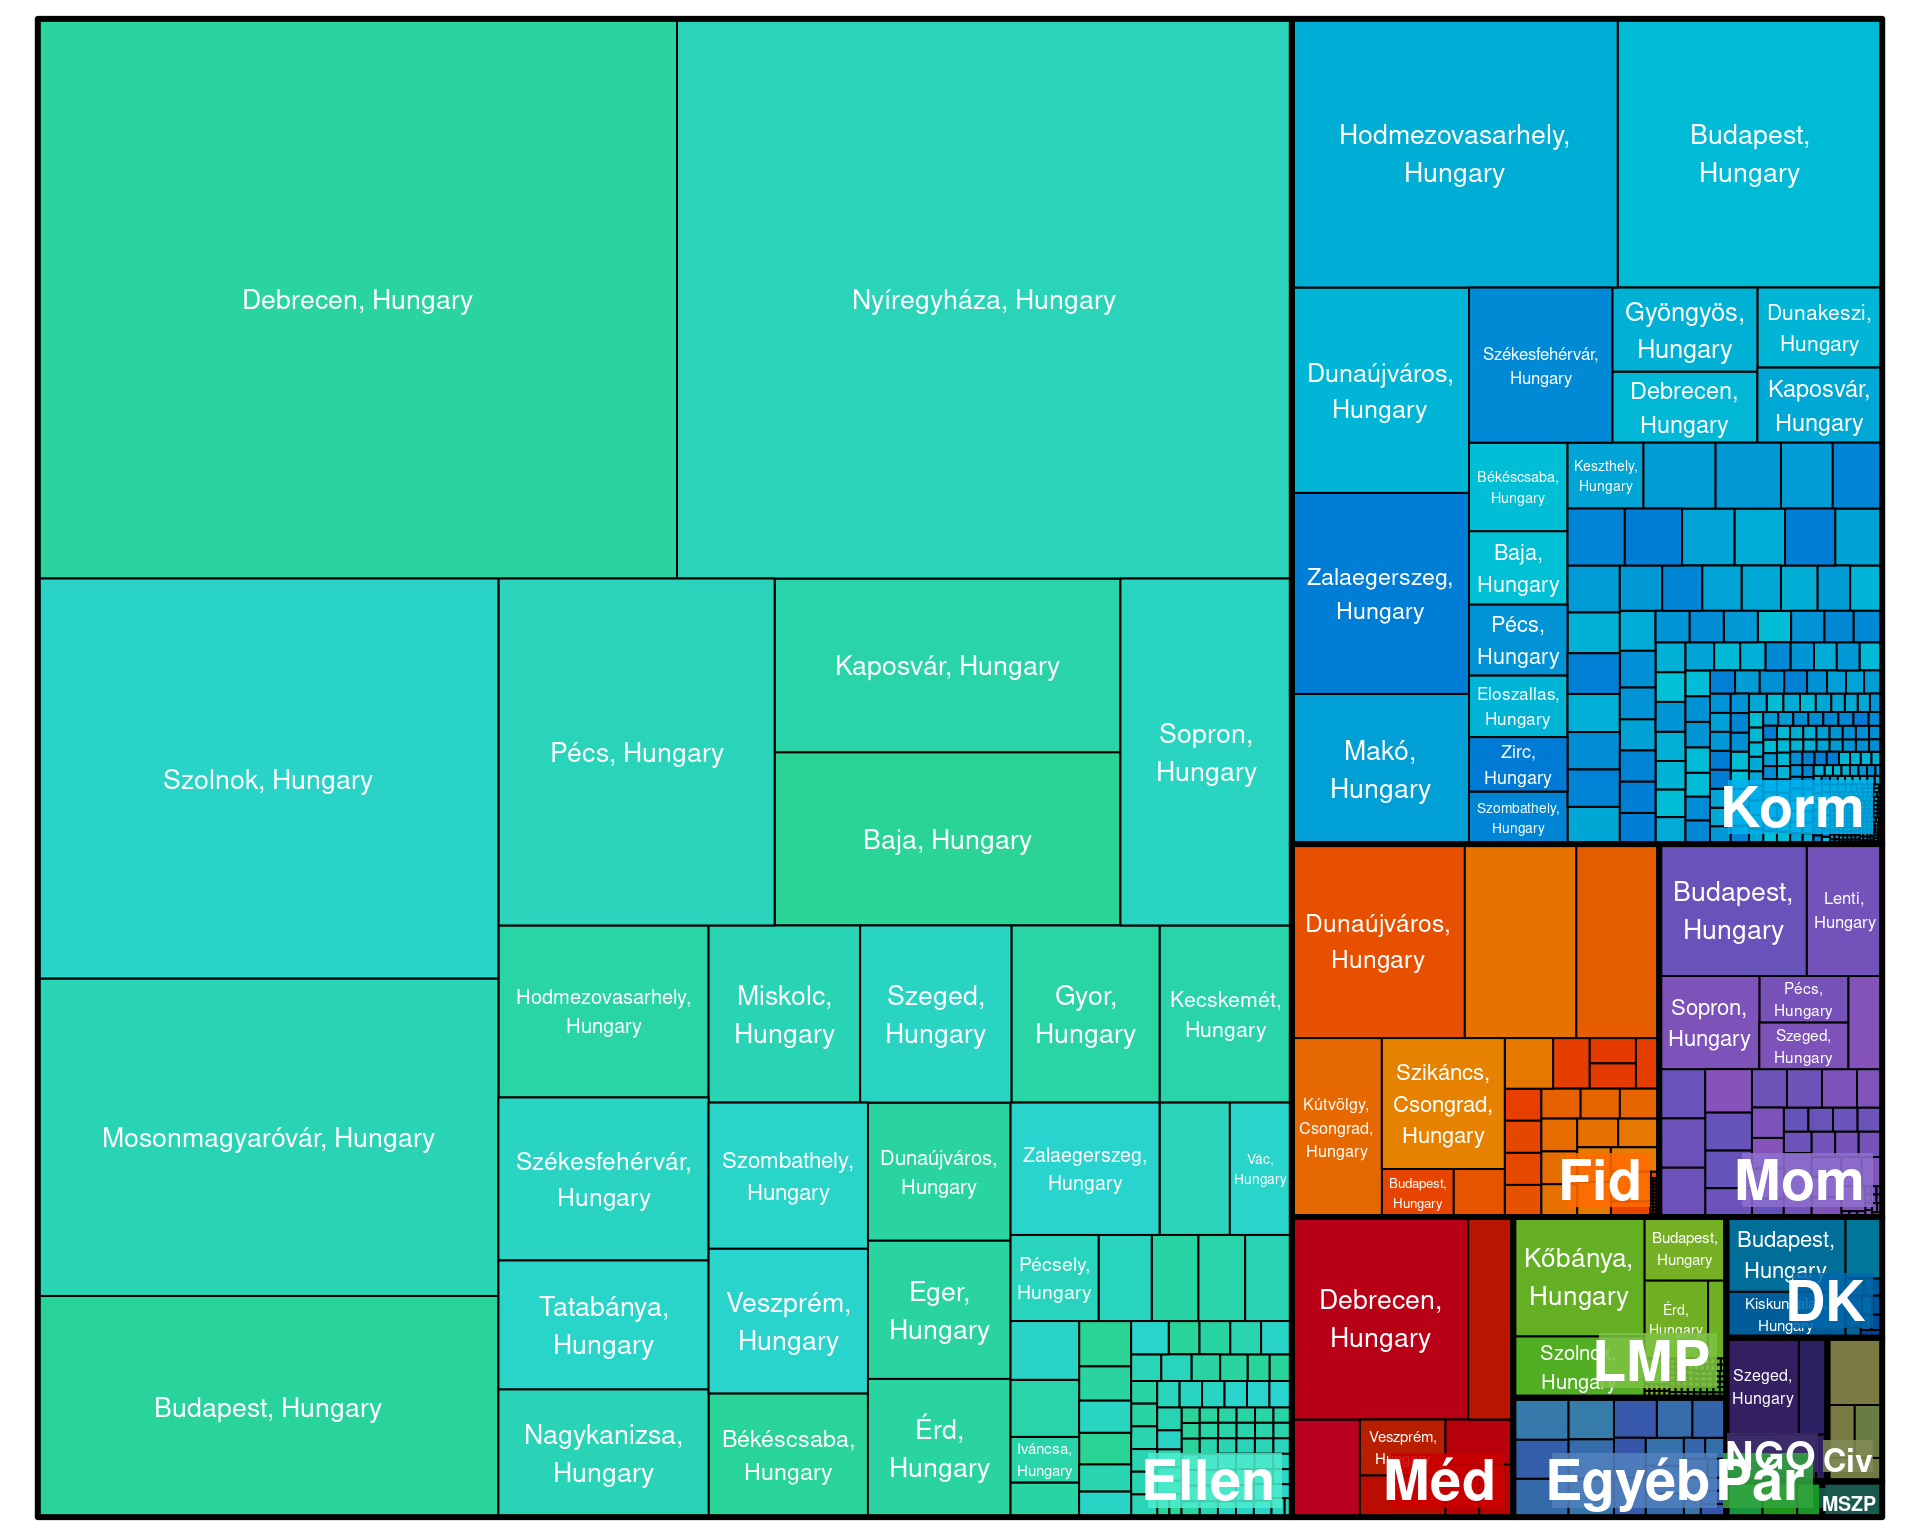 Debrecen, Hungary
Nyíregyháza, Hungary
Szolnok, Hungary
Mosonmagyaróvár, Hungary
Budapest, Hungary
Pécs, Hungary
Kaposvár, Hungary
Baja, Hungary
Sopron,
Hungary
Hodmezovasarhely,
Hungary
Miskolc,
Hungary
Szeged,
Hungary
Gyor,
Hungary
Kecskemét,
Hungary
Székesfehérvár,
Hungary
Tatabánya,
Hungary
Nagykanizsa,
Hungary
Szombathely,
Hungary
Veszprém,
Hungary
Békéscsaba,
Hungary
Dunaújváros,
Hungary
Eger,
Hungary
Érd,
Hungary
Zalaegerszeg,
Hungary
Vác,
Hungary
Pécsely,
Hungary
Iváncsa,
Hungary
Ellen
Hodmezovasarhely,
Hungary
Budapest,
Hungary
Dunaújváros,
Hungary
Zalaegerszeg,
Hungary
Makó,
Hungary
Székesfehérvár,
Hungary
Gyöngyös,
Hungary
Debrecen,
Hungary
Dunakeszi,
Hungary
Kaposvár,
Hungary
Békéscsaba,
Hungary
Keszthely,
Hungary
Baja,
Hungary
Pécs,
Hungary
Eloszallas,
Hungary
Zirc,
Hungary
Szombathely,
Hungary
Korm
Dunaújváros,
Hungary
Kútvölgy,
Csongrad,
Hungary
Szikáncs,
Csongrad,
Hungary
Budapest,
Hungary
Fid
Budapest,
Hungary
Lenti,
Hungary
Sopron,
Hungary
Pécs,
Hungary
Szeged,
Hungary
Mom
Debrecen,
Hungary
Veszprém,
Méd
Kőbánya,
Hungary
Budapest,
Hungary
Érd,
Hungary
Szolnok,
Hungary
LMP
Budapest,
Hungary
Hungary
DK
Szeged,
Hungary
NGO
Civ
Egyéb
Pár
MSZP